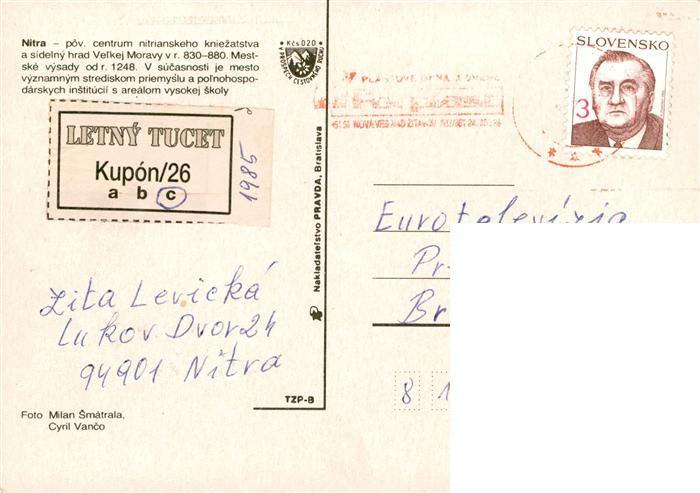 Nitra – pôv. centrum nitrianskeho kniežatstva
a sídelný hrad Veľkej Moravy v r. 830–880. Mest-
ské výsady od r. 1248. V súčasnosti je mesto
významným strediskom priemyslu a poľnohospo-
dárskych inštitúcií s areálom vysokej školy
Kčs 0,20
LETNÝ TUCET
Kupón/26
a b c
1985
Zita Levická
Lukov Dvor 2h
94901 Nitra
Foto Milan Šmátrala,
Cyril Vančo
TZP-B
Nakladateľstvo PRAVDA, Bratislava
SLOVENSKO
3
Eurotelevízia
Pr
Br
8 1